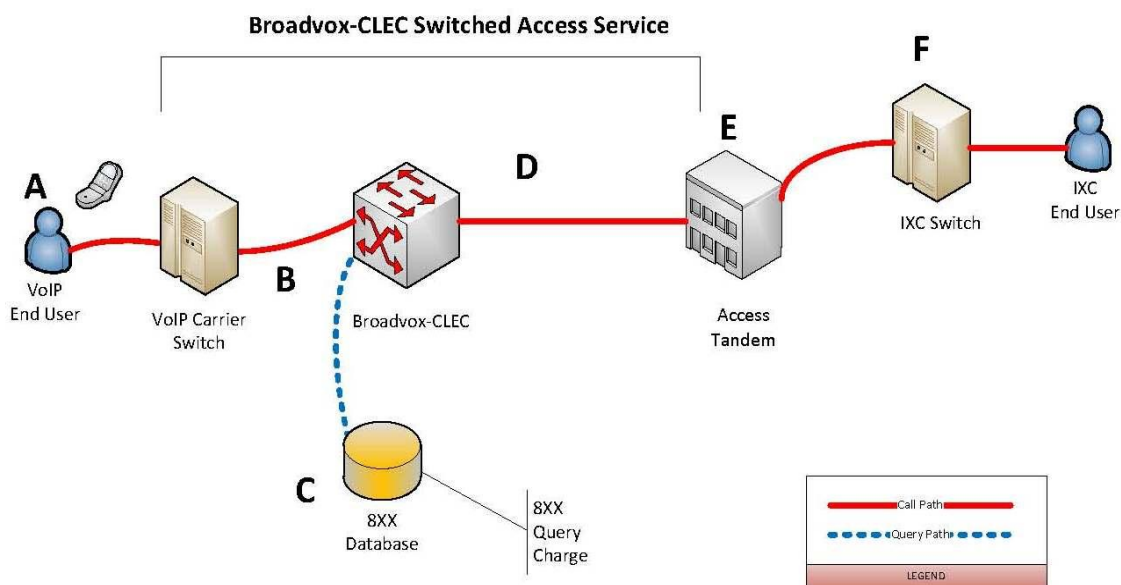 Broadvox-CLEC Switched Access Service
F
E
D
A
IXC
End User
IXC Switch
VoIP
End User
B
VoIP Carrier
Switch
Broadvox-CLEC
Access
Tandem
C
8XX
Database
8XX
Query
Charge
Call Path
Query Path
LEGEND